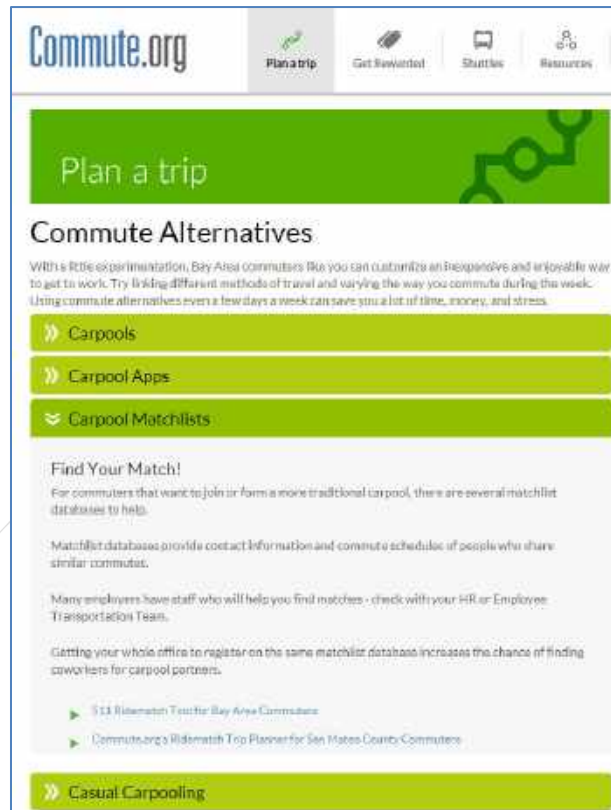 Commute.org
Plan a trip
Get Rewarded
Shuttles
Resources
Plan a trip
Commute Alternatives
With a little experimentation, Bay Area commuters like you can customize an inexpensive and enjoyable way
to get to work. Try linking different methods of travel and varying the way you commute during the week.
Using commute alternatives even a few days a week can save you a lot of time, money, and stress.
Carpools
Carpool Apps
Carpool Matchlists
Find Your Match!
For commuters that want to join or form a more traditional carpool, there are several matchlist
databases to help.
Matchlist databases provide contact information and commute schedules of people who share
similar commutes.
Many employers have staff who will help you find matches - check with your HR or Employee
Transportation Team.
Getting your whole office to register on the same matchlist database increases the chance of finding
coworkers for carpool partners.
511 Ridematch Tool for Bay Area Commuters
Commute.org's Ridematch Trip Planner for San Mateo County Commuters
Casual Carpooling